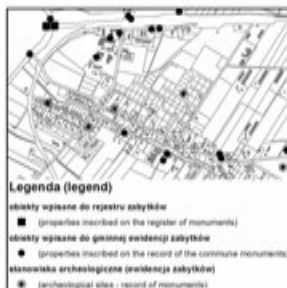 Legenda (legend)
obiekty wpisane do rejestru zabytków
(properties inscribed on the register of monuments)
obiekty wpisane do gminnej ewidencji zabytków
(properties inscribed on the record of the commune monuments)
stanowiska archeologiczne (ewidencja zabytków)
(archeological sites - record of monuments)